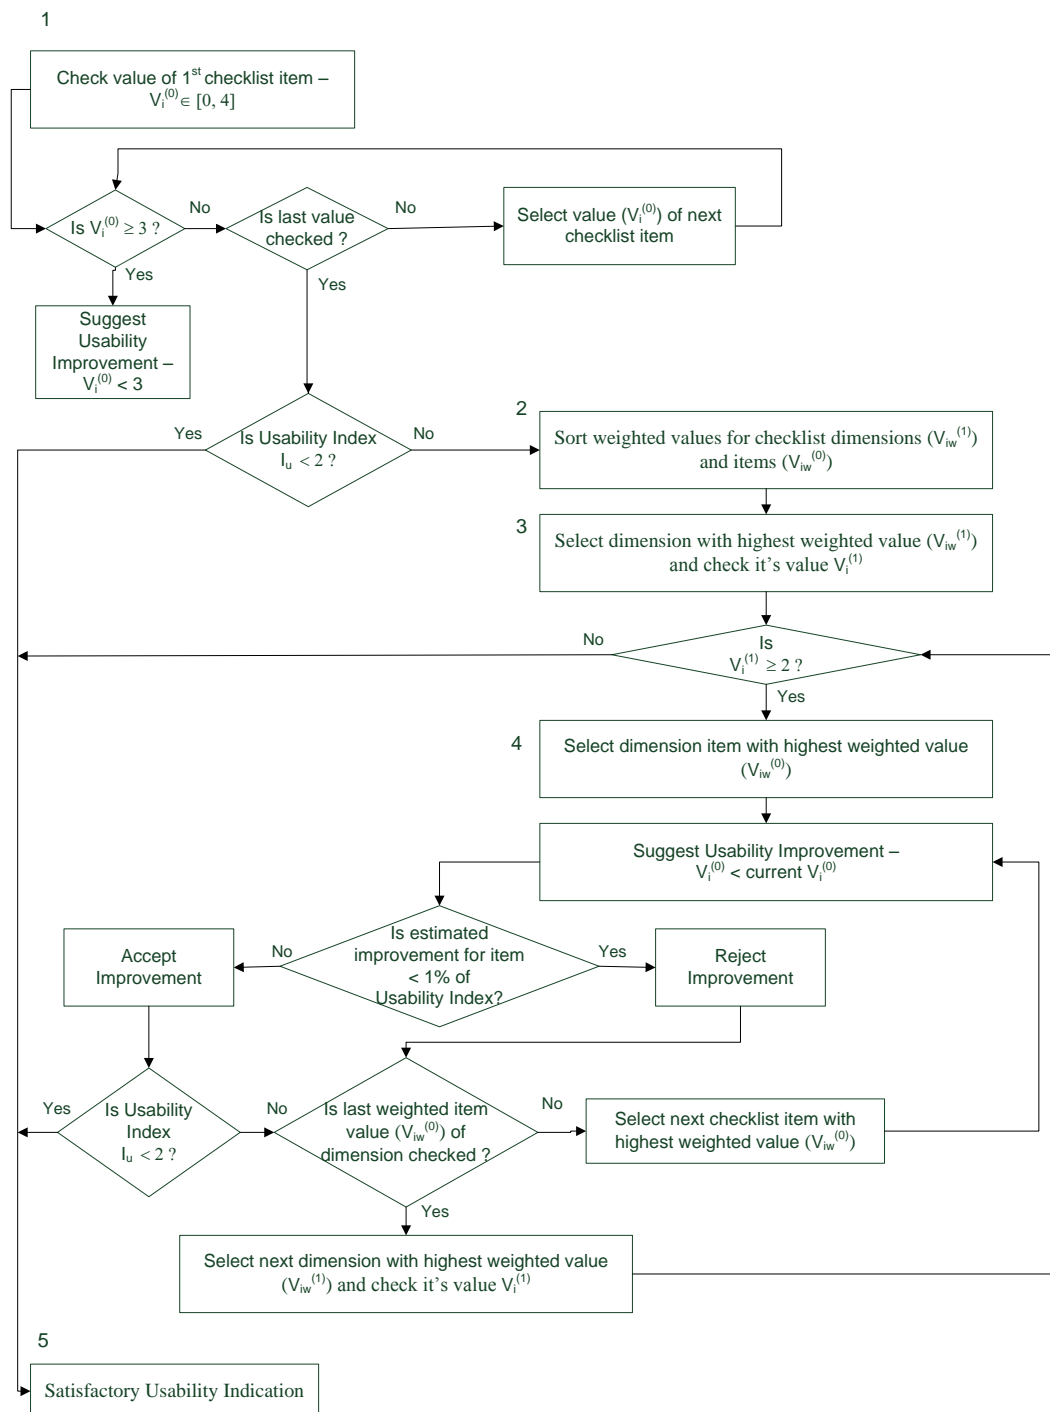 1
Check value of 1st checklist item –
Vi(0) ∈ [0, 4]
Is Vi(0) ≥ 3 ?
No
Is last value
checked ?
No
Select value (Vi(0)) of next
checklist item
Yes
Yes
Suggest
Usability
Improvement –
Vi(0) < 3
Yes
Is Usability Index
Iu < 2 ?
No
2
Sort weighted values for checklist dimensions (Viw(1))
and items (Viw(0))
3
Select dimension with highest weighted value (Viw(1))
and check it's value Vi(1)
No
Is
Vi(1) ≥ 2 ?
Yes
4
Select dimension item with highest weighted value
(Viw(0))
Suggest Usability Improvement –
Vi(0) < current Vi(0)
Accept
Improvement
No
Is estimated
improvement for item
< 1% of
Usability Index?
Yes
Reject
Improvement
Yes
Is Usability
Index
Iu < 2 ?
No
Is last weighted item
value (Viw(0)) of
dimension checked ?
No
Select next checklist item with
highest weighted value (Viw(0))
Yes
Select next dimension with highest weighted value
(Viw(1)) and check it's value Vi(1)
5
Satisfactory Usability Indication